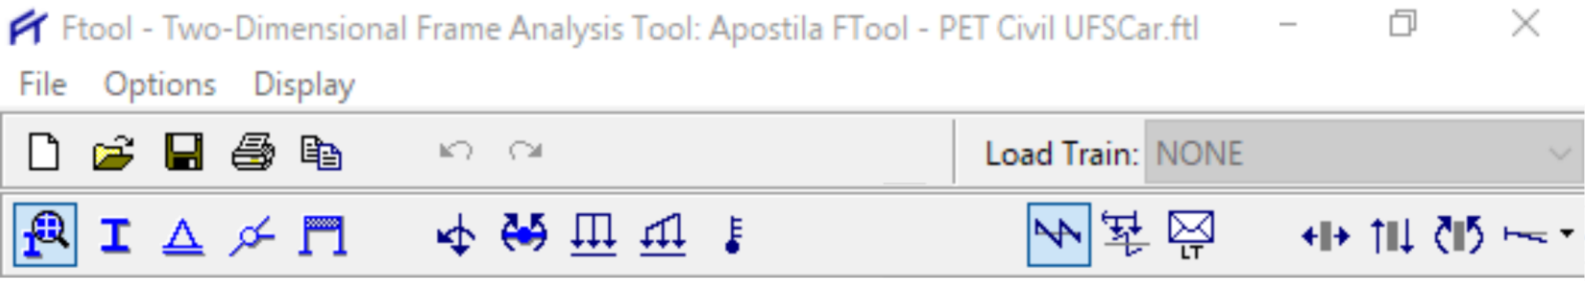 Ftool - Two-Dimensional Frame Analysis Tool: Apostila FTool - PET Civil UFSCar.ftl
File Options Display
Load Train: NONE
LT